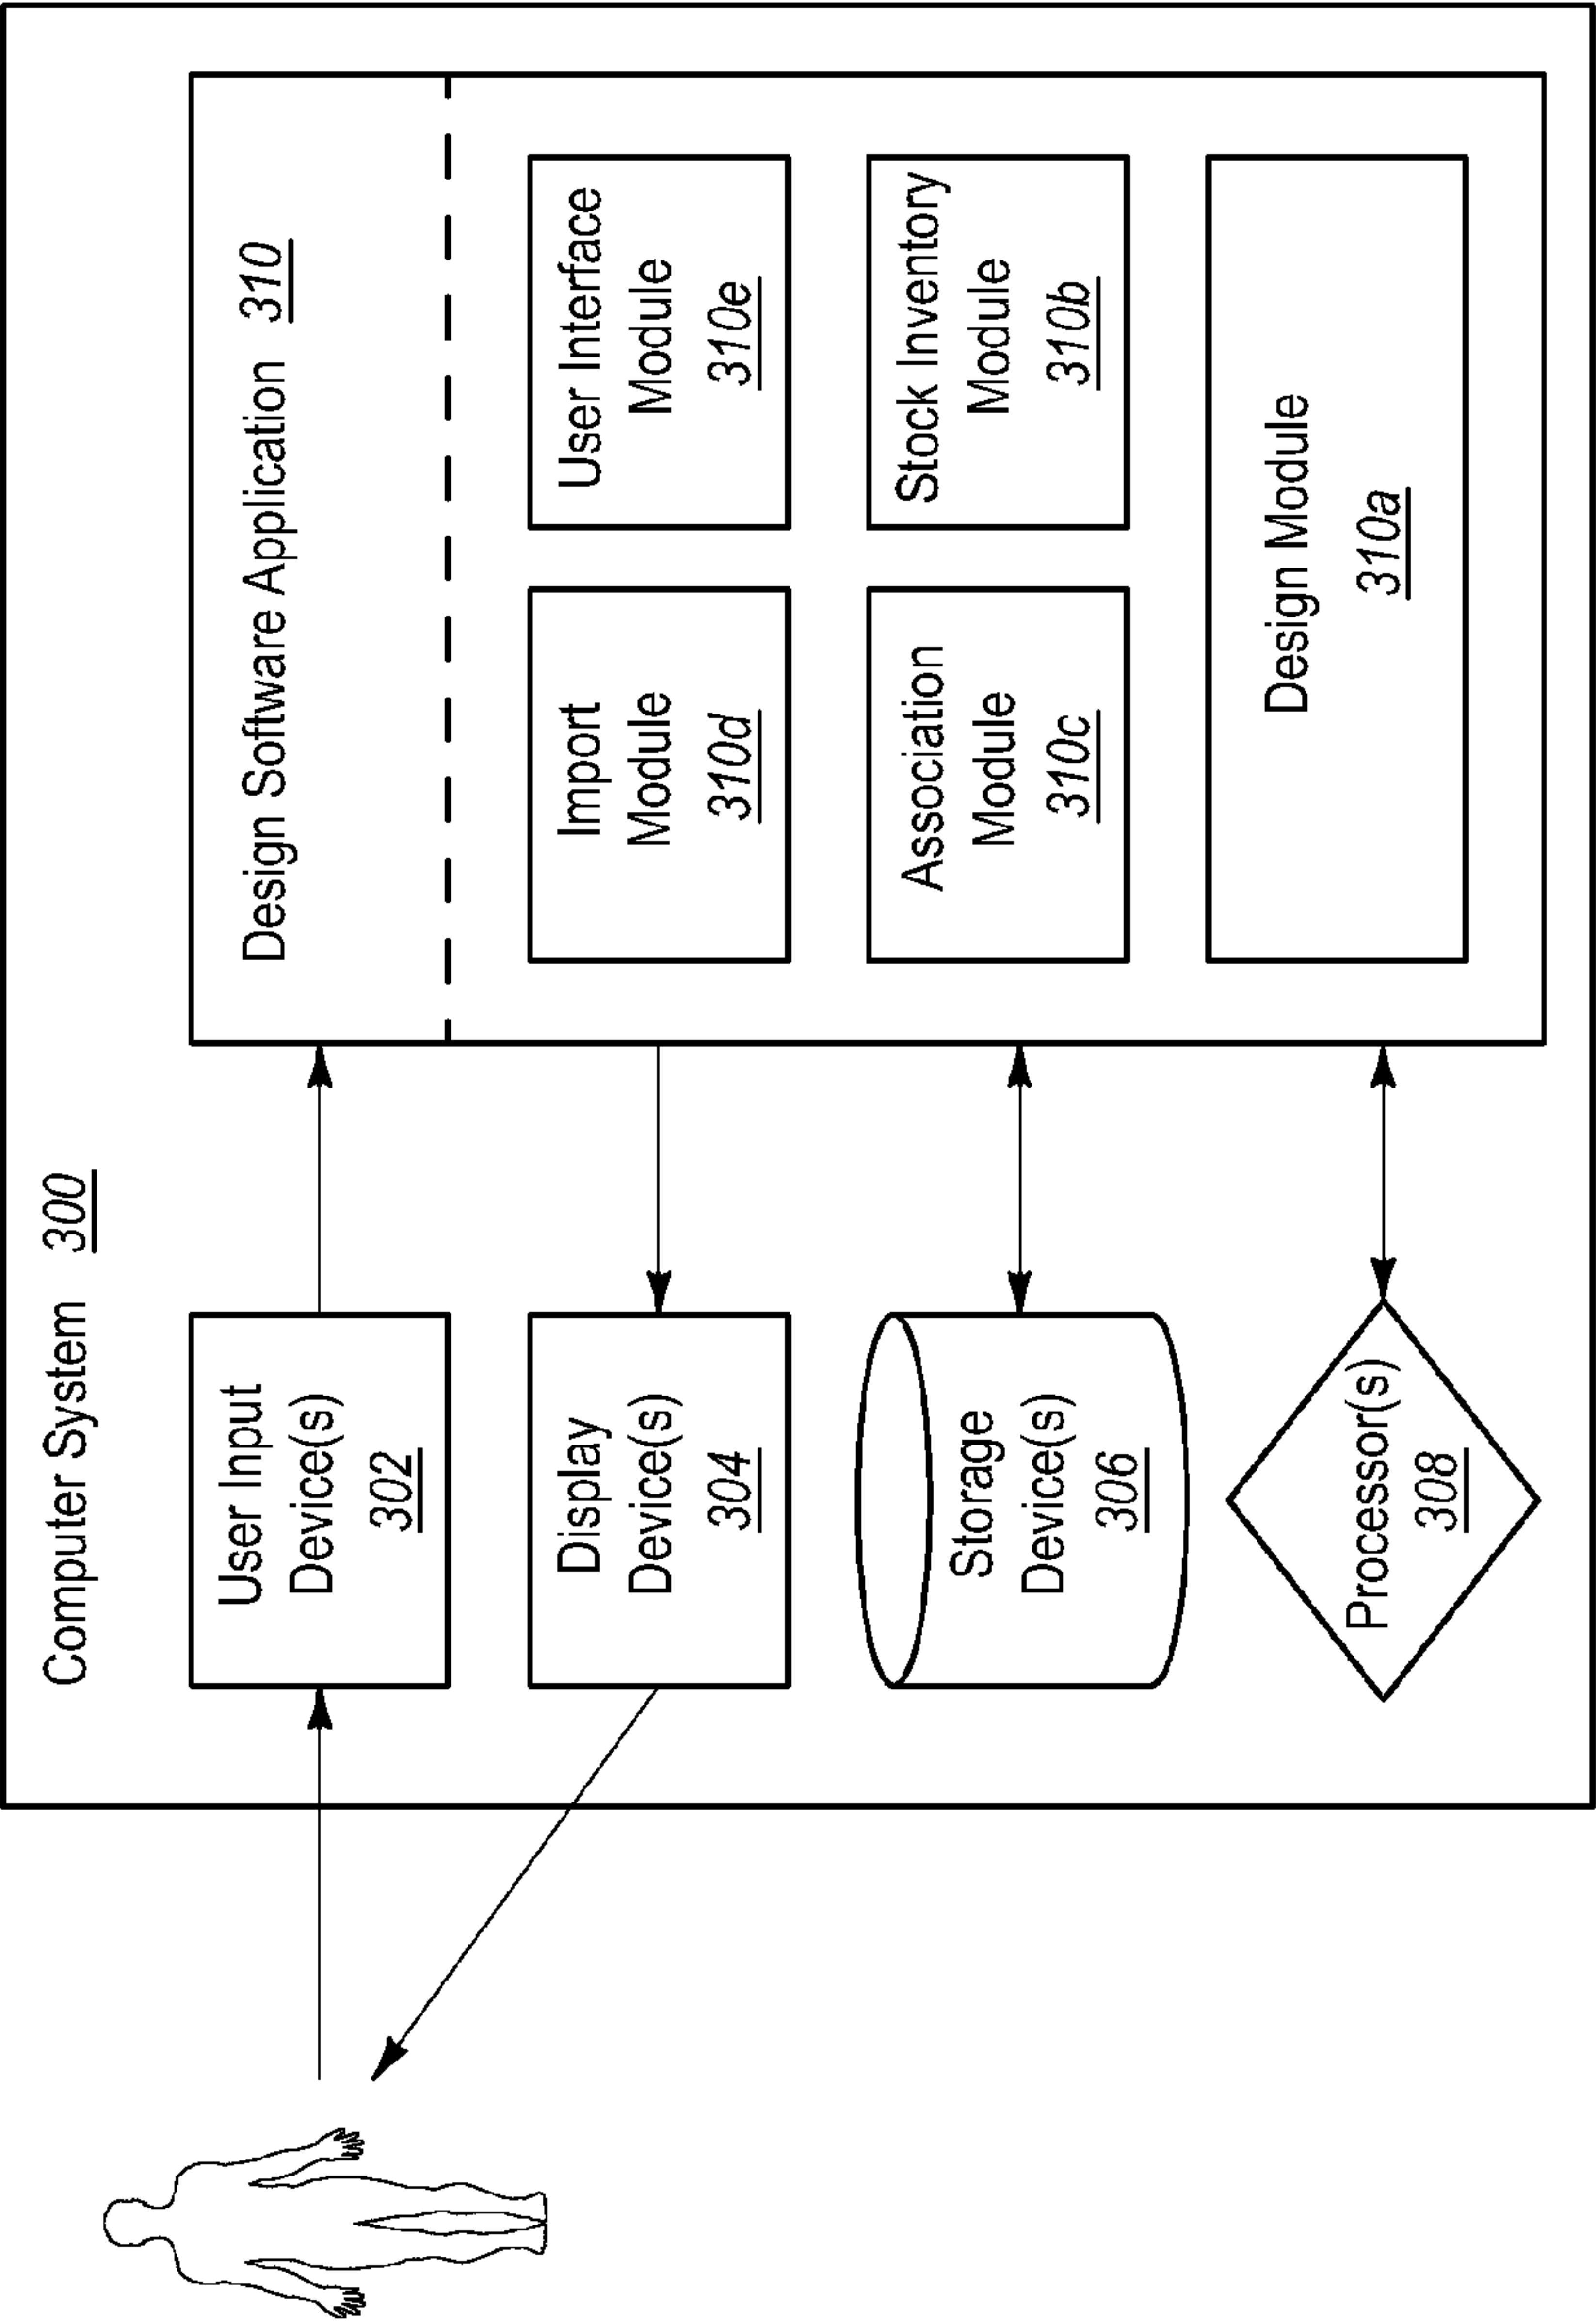 Computer System 300
User Input
Device(s)
302
Display
Device(s)
304
Storage
Device(s)
306
Processor(s)
308
Design Software Application 310
Import
Module
310d
User Interface
Module
310e
Association
Module
310c
Stock Inventory
Module
310b
Design Module
310a